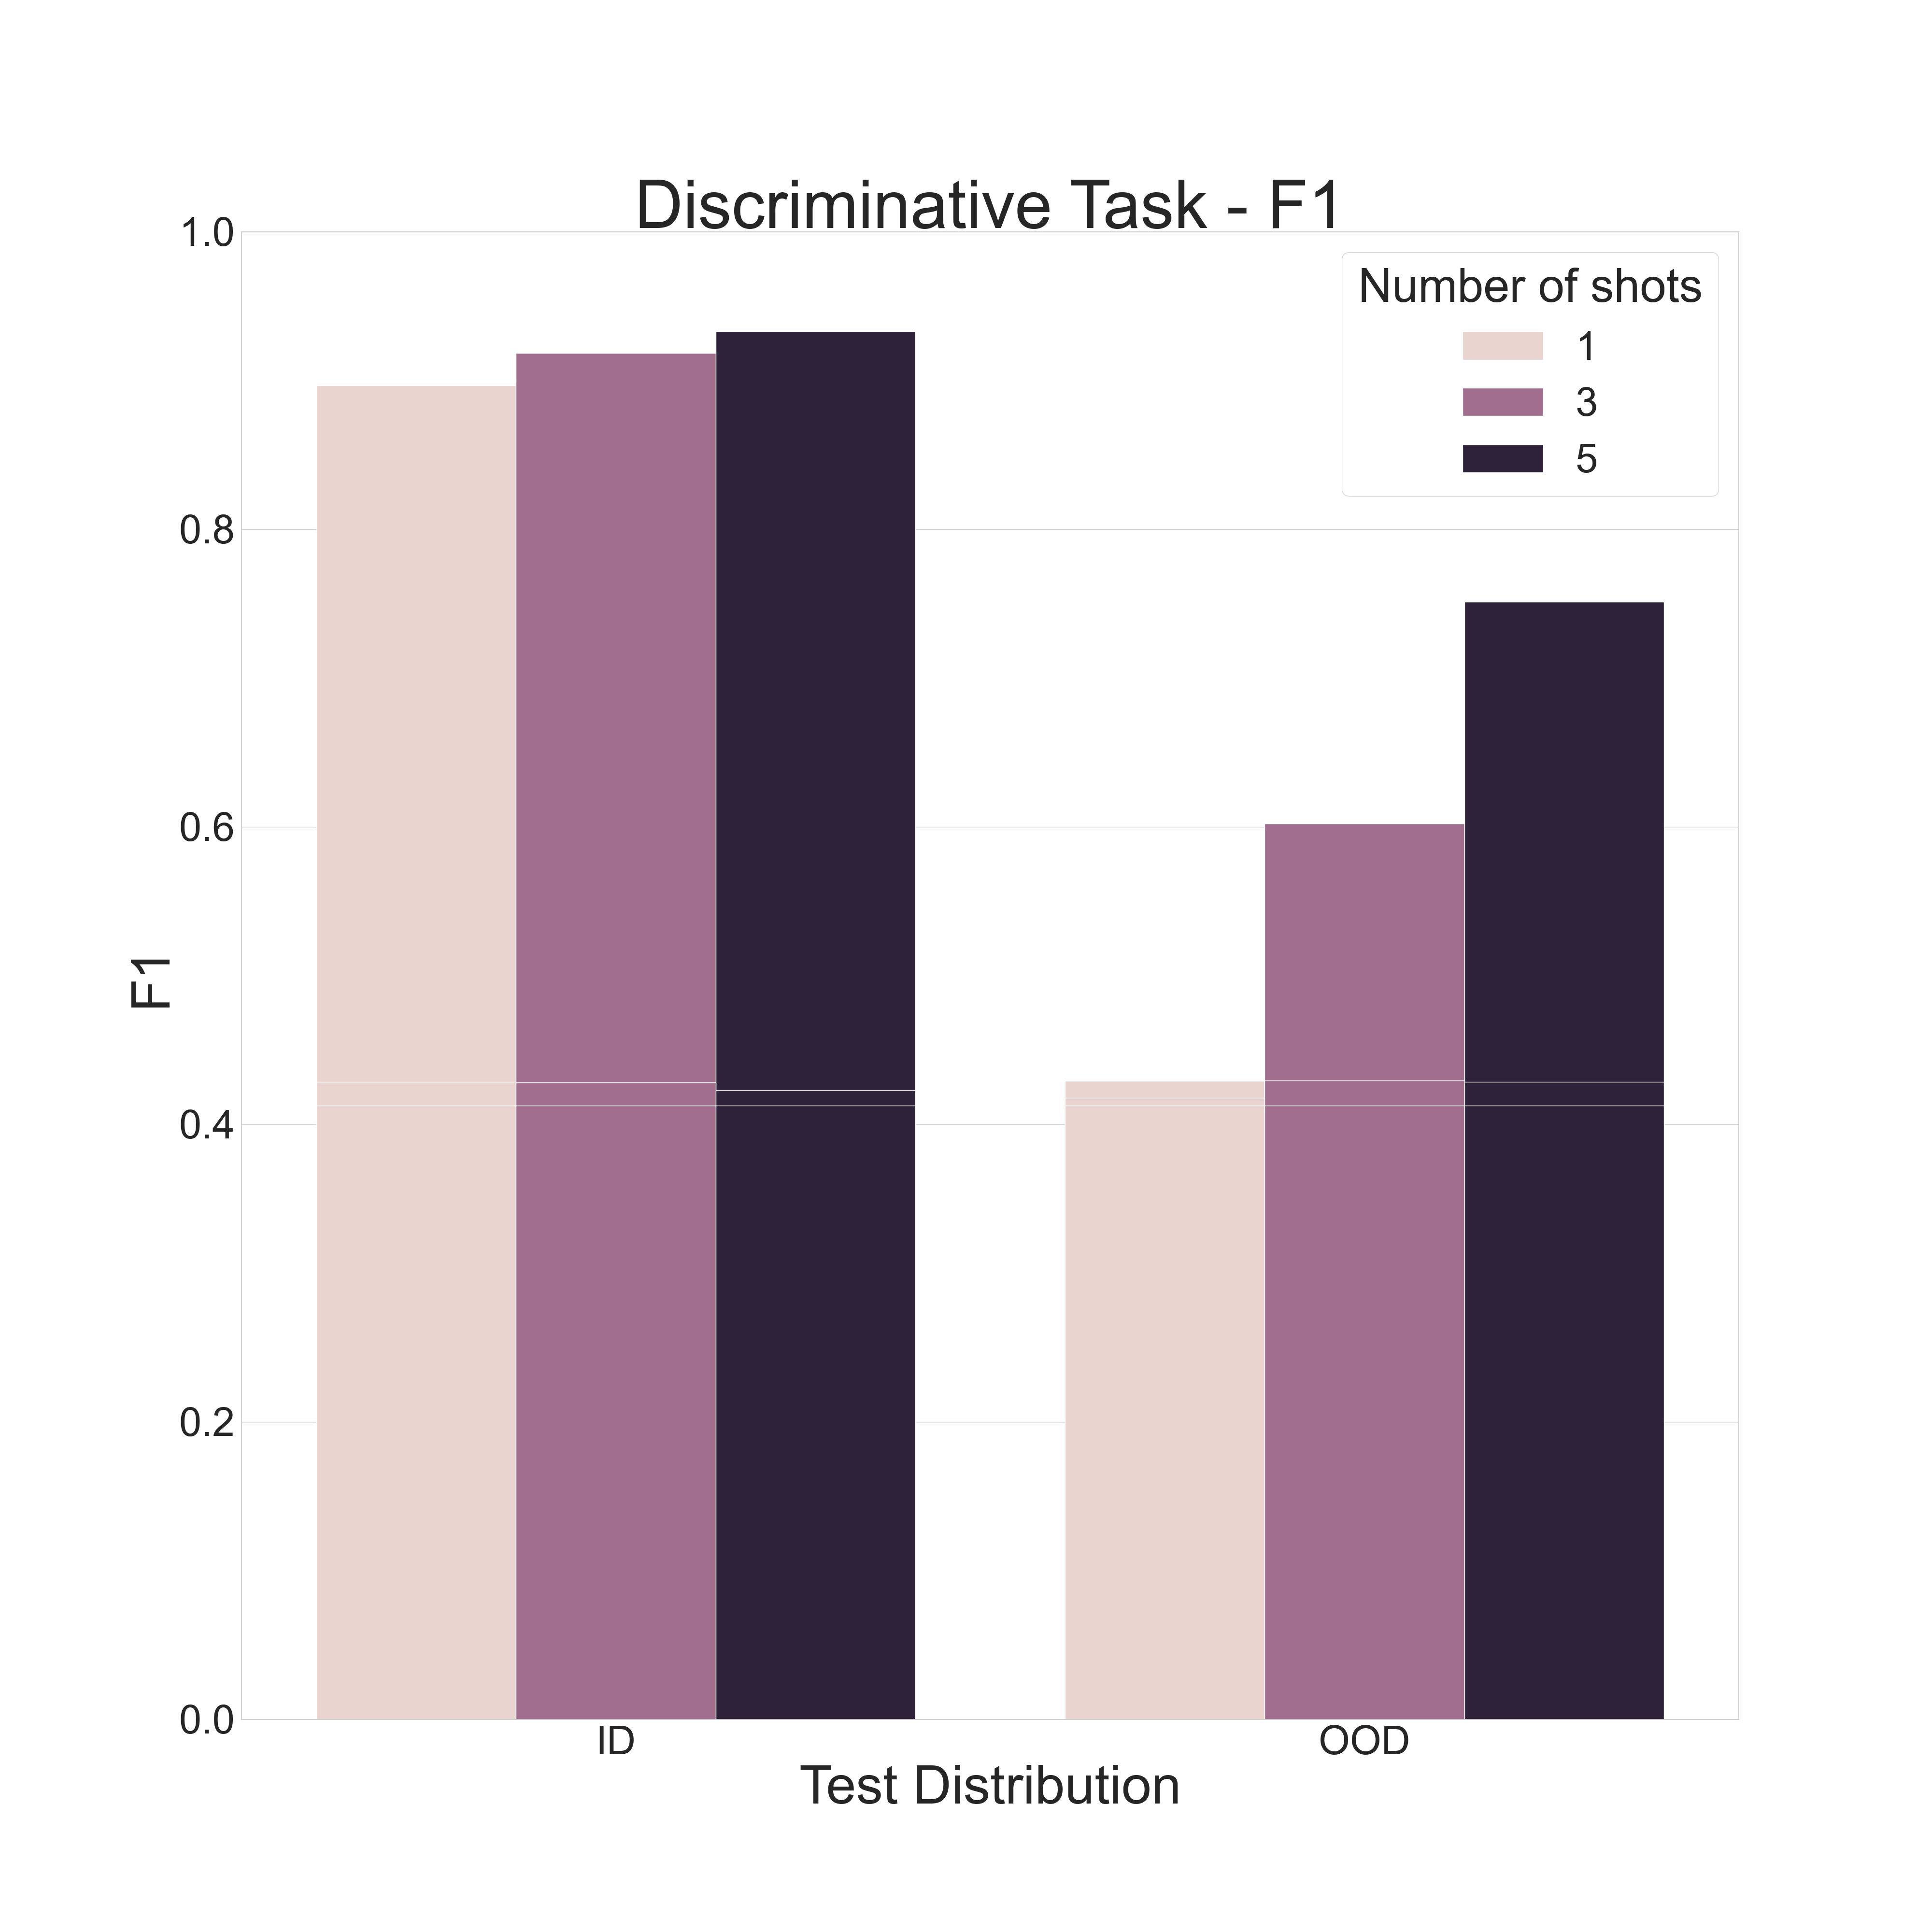 Discriminative Task - F1
Number of shots
1
3
5
1.0
0.8
0.6
0.4
0.2
0.0
F1
ID
OOD
Test Distribution